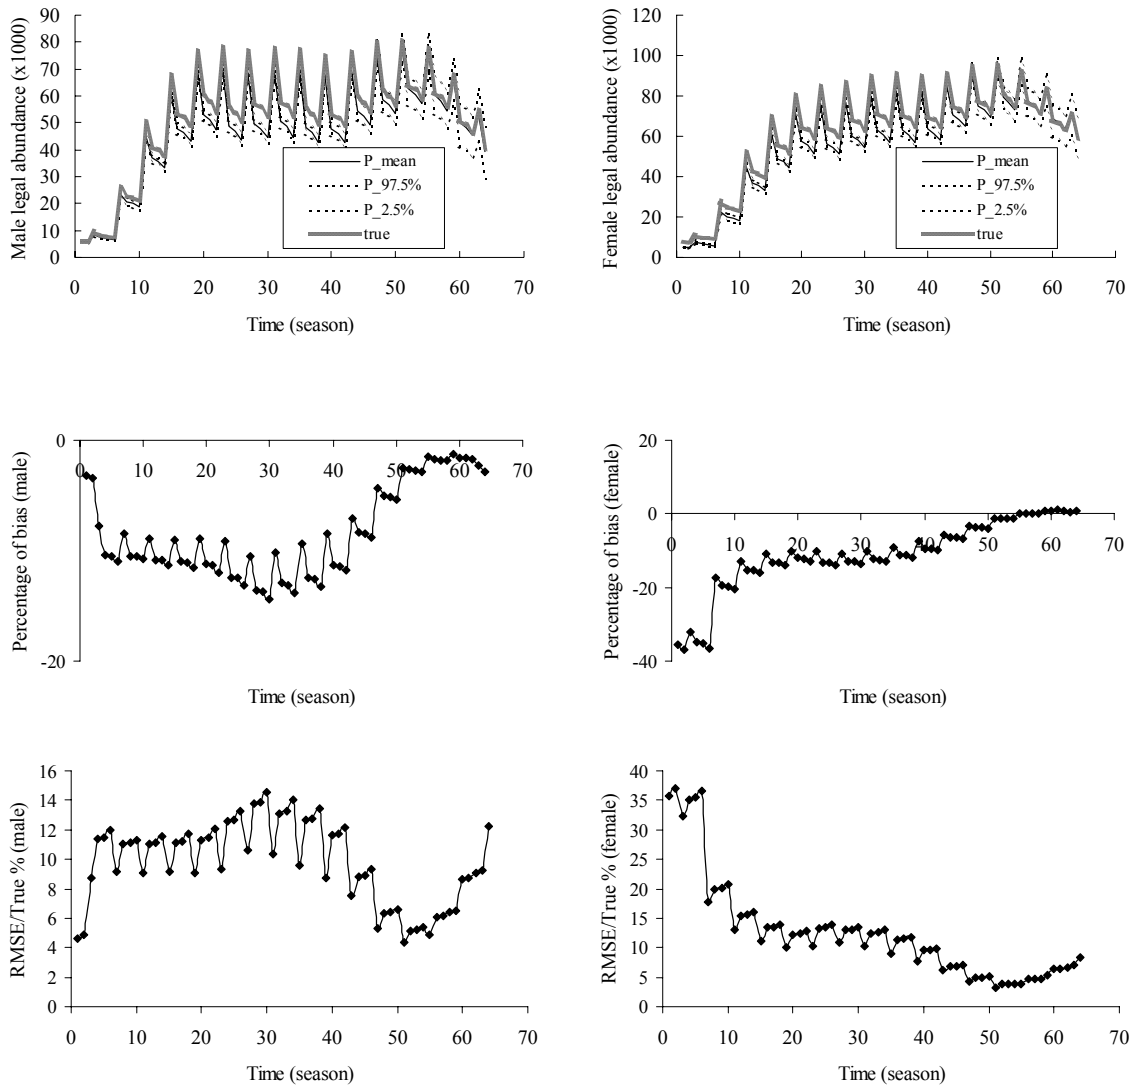 Male legal abundance (x1000)
90
80
70
60
50
40
30
20
10
0
P_mean
P_97.5%
P_2.5%
true
0 10 20 30 40 50 60 70
Time (season)
Female legal abundance (x1000)
120
100
80
60
40
20
0
P_mean
P_97.5%
P_2.5%
true
0 10 20 30 40 50 60 70
Time (season)
Percentage of bias (male)
0
-20
0 10 20 30 40 50 60 70
Time (season)
Percentage of bias (female)
20
0
-20
-40
0 10 20 30 40 50 60 70
Time (season)
RMSE/True % (male)
16
14
12
10
8
6
4
2
0
0 10 20 30 40 50 60 70
Time (season)
RMSE/True % (female)
40
35
30
25
20
15
10
5
0
0 10 20 30 40 50 60 70
Time (season)